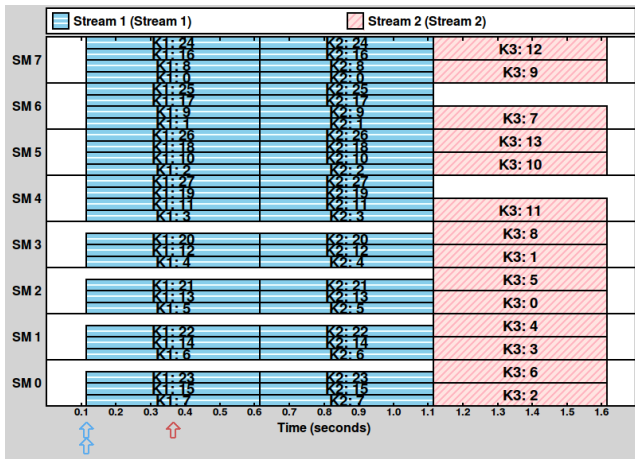 Stream 1 (Stream 1) Stream 2 (Stream 2)
SM 7
K1: 24 K2: 24 K3: 12
K1: 16 K2: 16
K1: 8 K2: 8 K3: 9
K1: 0 K2: 0
SM 6
K1: 25 K2: 25
K1: 17 K2: 17
K1: 9 K2: 9 K3: 7
K1: 1 K2: 1
SM 5
K1: 26 K2: 26 K3: 13
K1: 18 K2: 18
K1: 10 K2: 10 K3: 10
K1: 2 K2: 2
SM 4
K1: 27 K2: 27
K1: 19 K2: 19
K1: 11 K2: 11 K3: 11
K1: 3 K2: 3
SM 3
K1: 20 K2: 20 K3: 8
K1: 12 K2: 12
K1: 4 K2: 4 K3: 1
SM 2
K1: 21 K2: 21 K3: 5
K1: 13 K2: 13
K1: 5 K2: 5 K3: 0
SM 1
K1: 22 K2: 22 K3: 4
K1: 14 K2: 14
K1: 6 K2: 6 K3: 3
SM 0
K1: 23 K2: 23 K3: 6
K1: 15 K2: 15
K1: 7 K2: 7 K3: 2
0.1 0.2 0.3 0.4 0.5 0.6 0.7 0.8 0.9 1.0 1.1 1.2 1.3 1.4 1.5 1.6
Time (seconds)